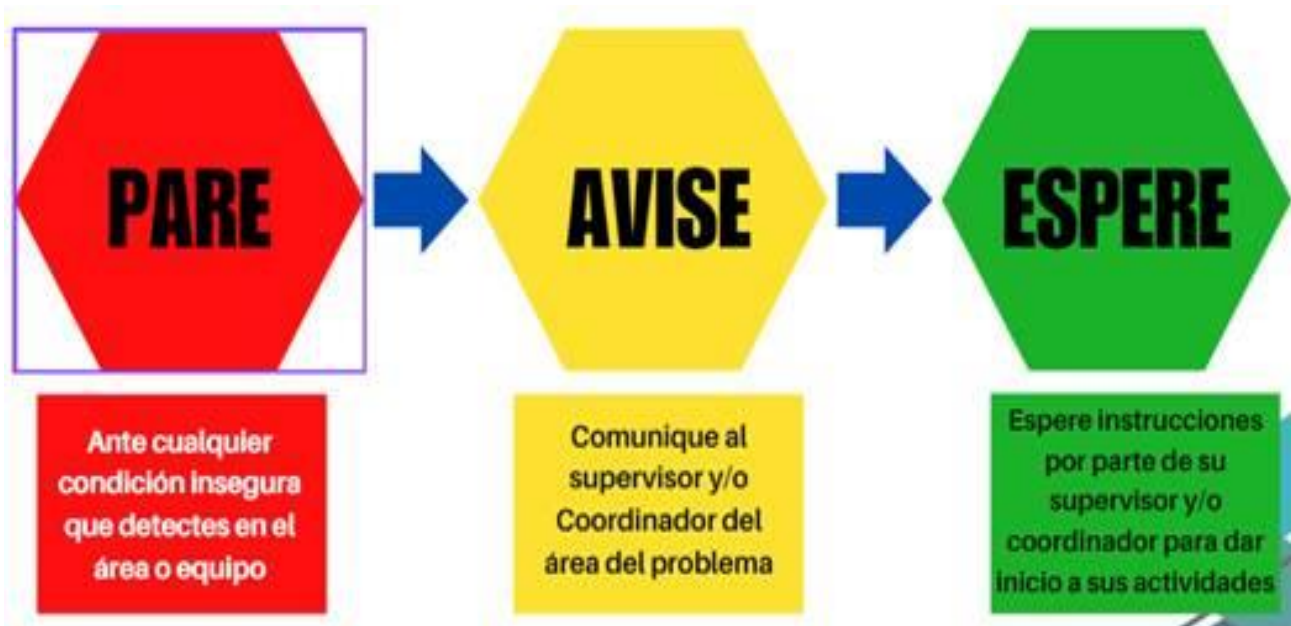 PARE
AVISE
ESPERE
Ante cualquier
condición insegura
que detectes en el
área o equipo
Comunique al
supervisor y/o
Coordinador del
área del problema
Espere instrucciones
por parte de su
supervisor y/o
coordinador para dar
inicio a sus actividades